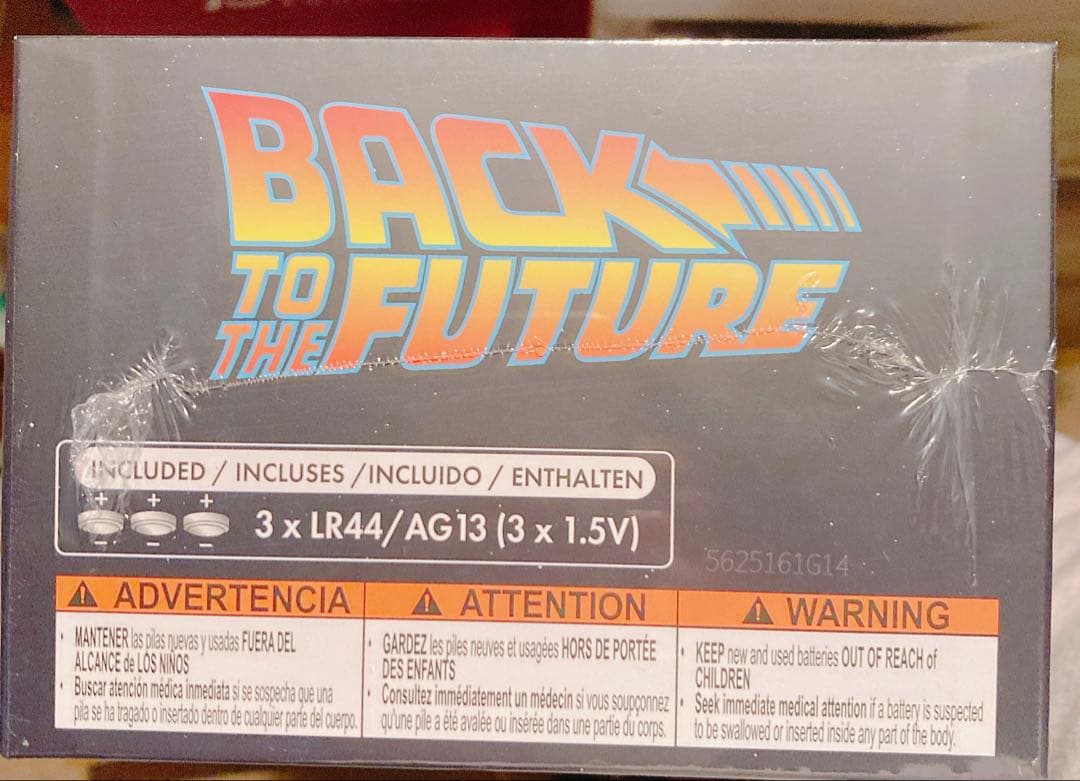 BACK
TO
THE FUTURE
INCLUDED / INCLUSES /INCLUIDO / ENTHALTEN
+ + +
3 x LR44/AG13 (3 x 1.5V)
- - -
5625161G14
ADVERTENCIA
• MANTENER las pilas nuevas y usadas FUERA DEL
ALCANCE de LOS NIÑOS
• Buscar atención médica inmediata si se sospecha que una
pila se ha tragado o insertado dentro de cualquier parte del cuerpo.
ATTENTION
• GARDEZ les piles neuves et usagées HORS DE PORTÉE
DES ENFANTS
• Consultez immédiatement un médecin si vous soupçonnez
qu'une pile a été avalée ou insérée dans une partie du corps.
WARNING
• KEEP new and used batteries OUT OF REACH of
CHILDREN
• Seek immediate medical attention if a battery is suspected
to be swallowed or inserted inside any part of the body.